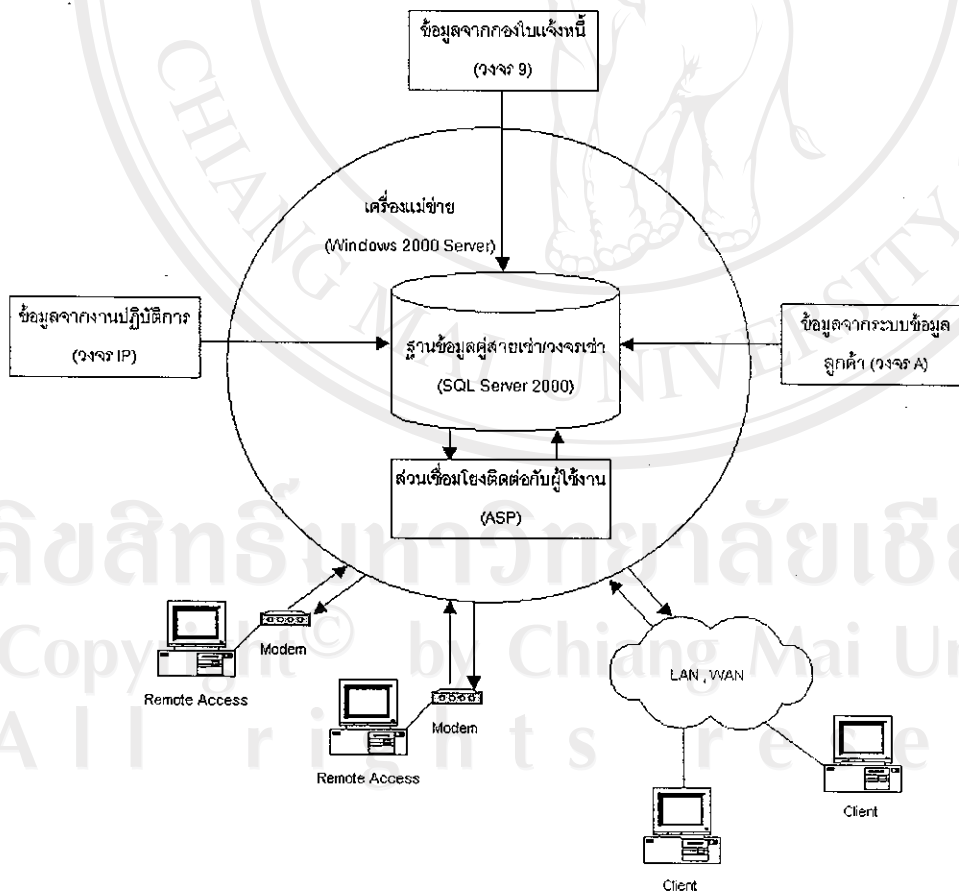 ข้อมูลจากกองใบแจ้งหนี้
(วงจร 9)
CHIANG MAI UNIVERSITY
เครื่องแม่ข่าย
(Windows 2000 Server)
ข้อมูลจากงานปฏิบัติการ
(วงจร IP)
ฐานข้อมูลคู่สายเช่า/วงจรเช่า
(SQL Server 2000)
ข้อมูลจากระบบข้อมูล
ลูกค้า (วงจร A)
ส่วนเชื่อมโยงติดต่อกับผู้ใช้งาน
(ASP)
ลิขสิทธิ์มหาวิทยาลัยเชีย
Modem
Copyright © by Chiang Mai Un
LAN , WAN
Remote Access
Modem
All rights re e
Remote Access
Client
Client